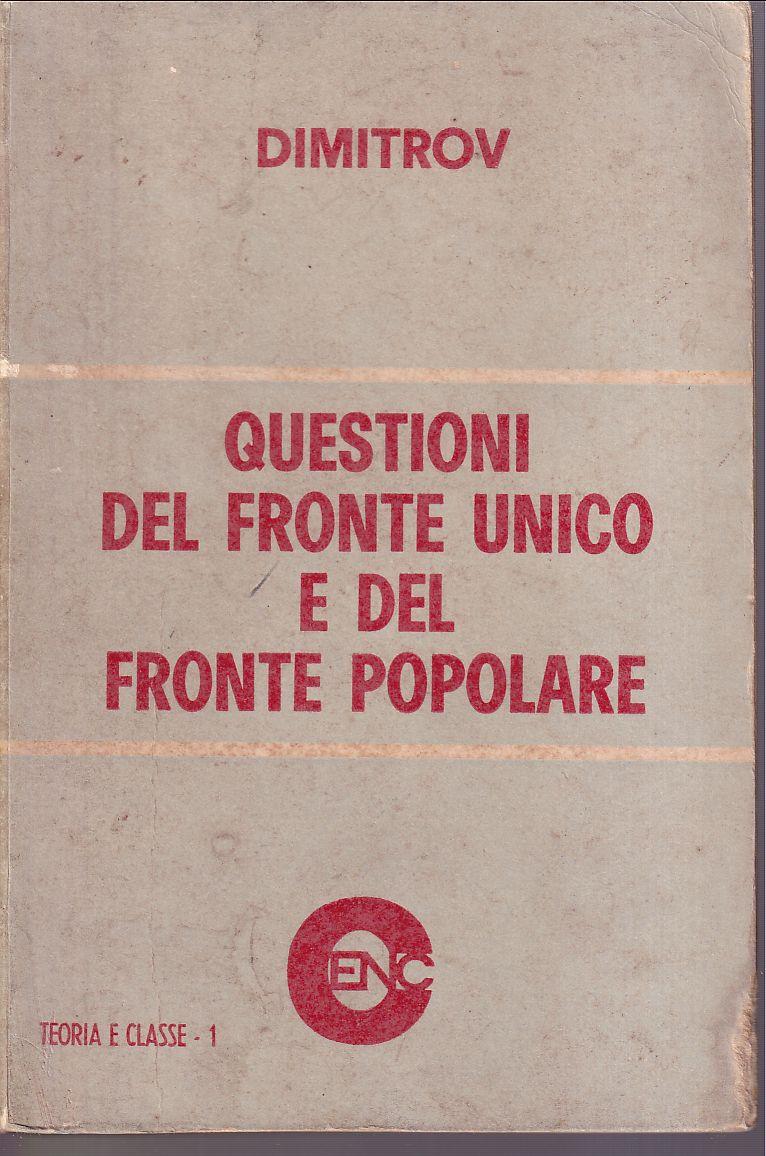 DIMITROV
QUESTIONI
DEL FRONTE UNICO
E DEL
FRONTE POPOLARE
ENC
TEORIA E CLASSE - 1